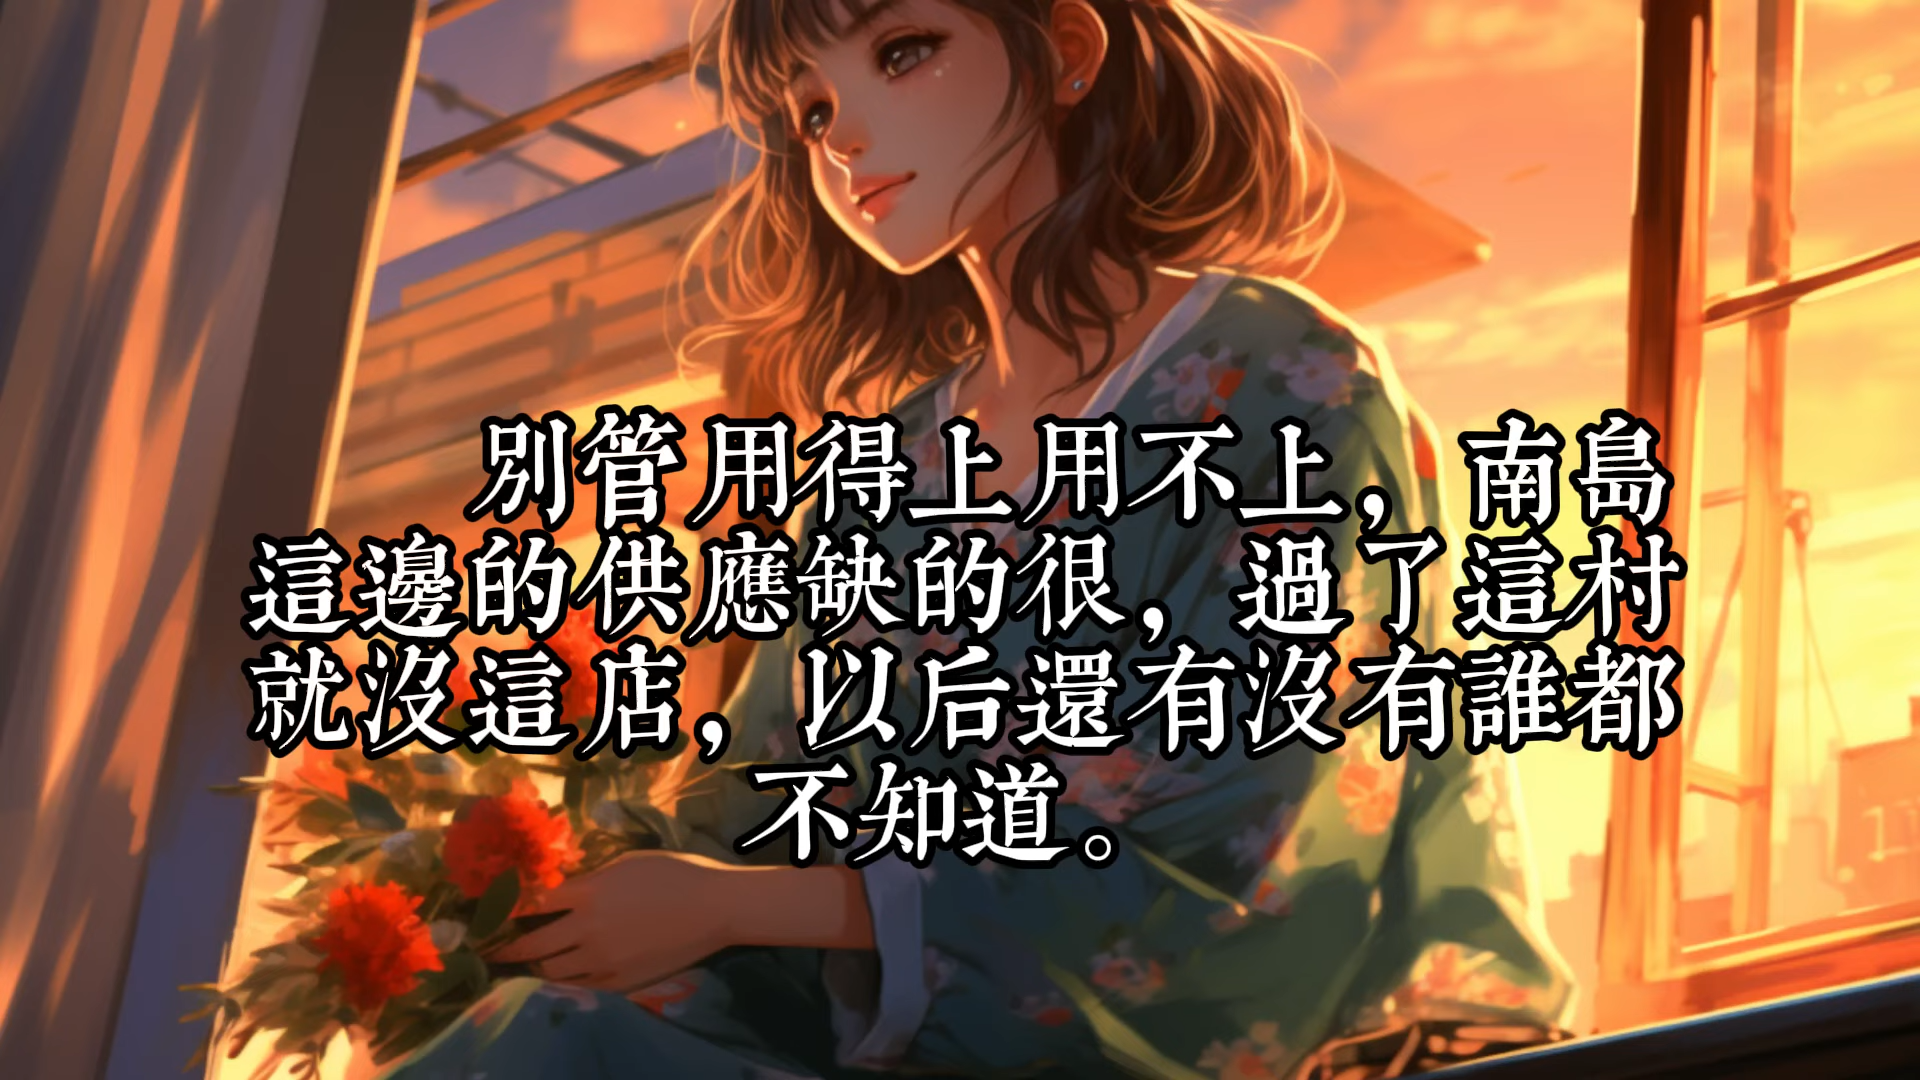 別管用得上用不上，南島
這邊的供應缺的很，過了這村
就沒這店，以后還有沒有誰都
不知道。